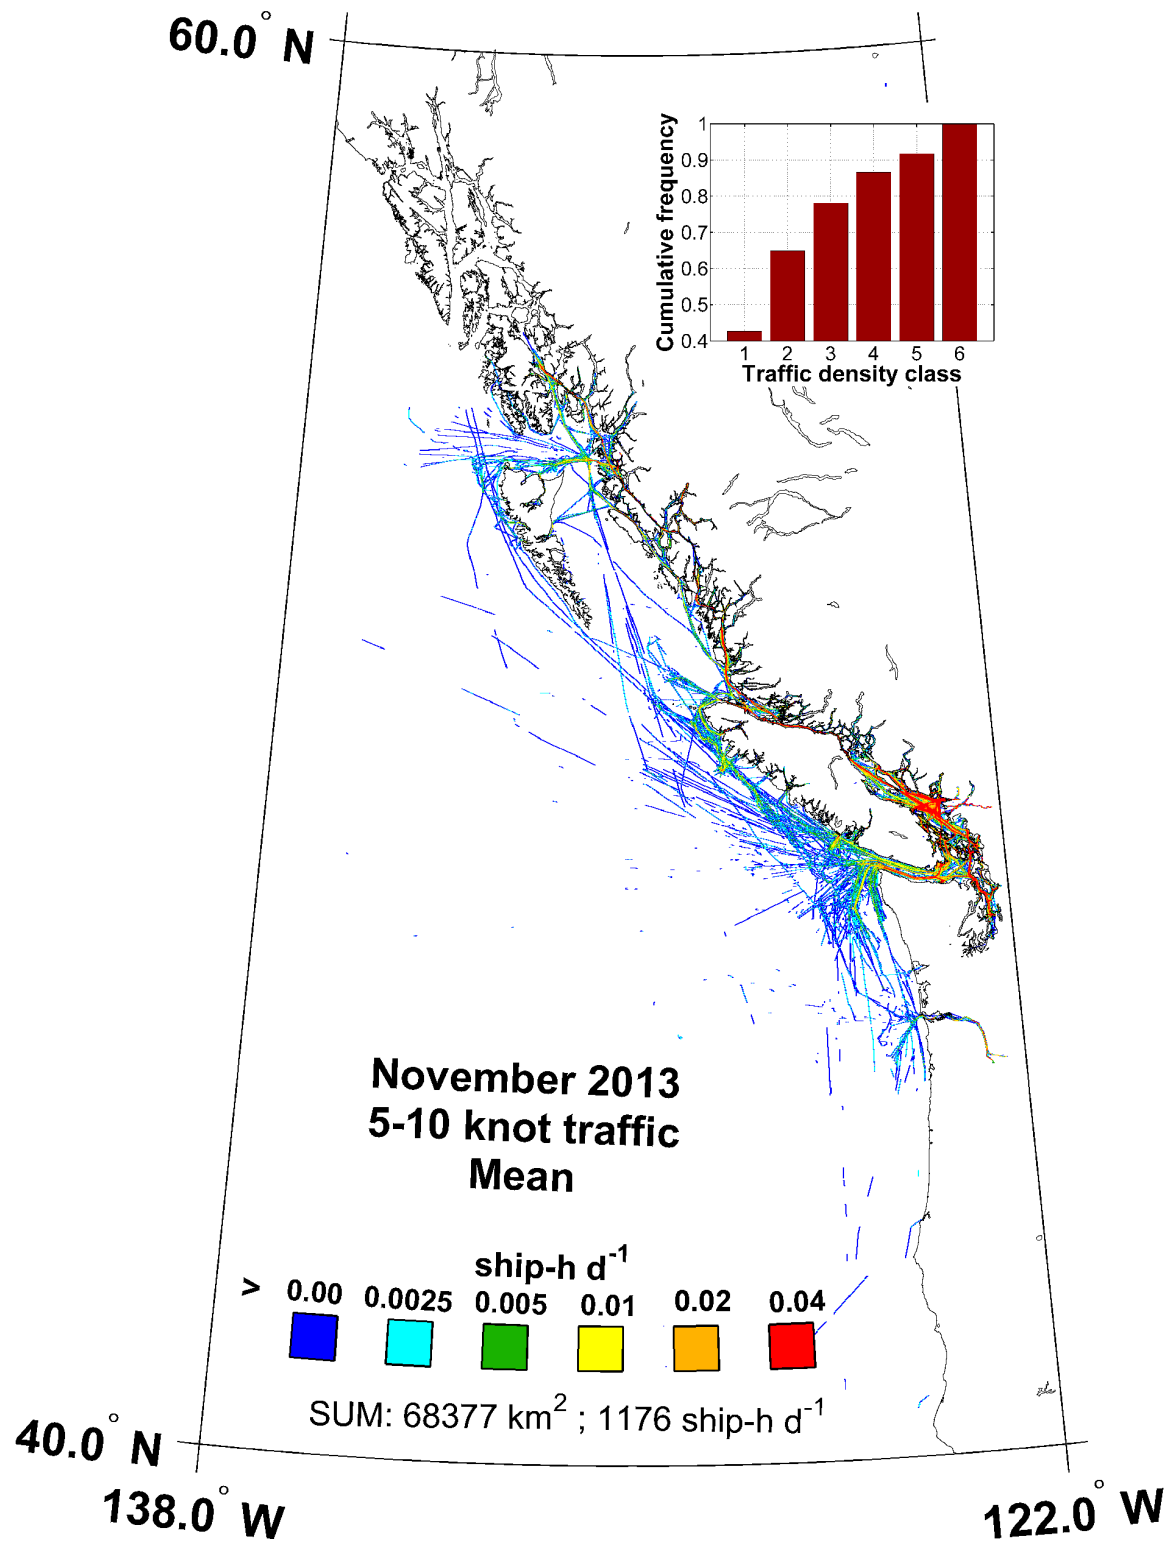 60.0° N
Cumulative frequency
1
0.9
0.8
0.7
0.6
0.5
0.4
1 2 3 4 5 6
Traffic density class
November 2013
5-10 knot traffic
Mean
ship-h d⁻¹
> 0.00 0.0025 0.005 0.01 0.02 0.04
SUM: 68377 km² ; 1176 ship-h d⁻¹
40.0° N
138.0° W
122.0° W